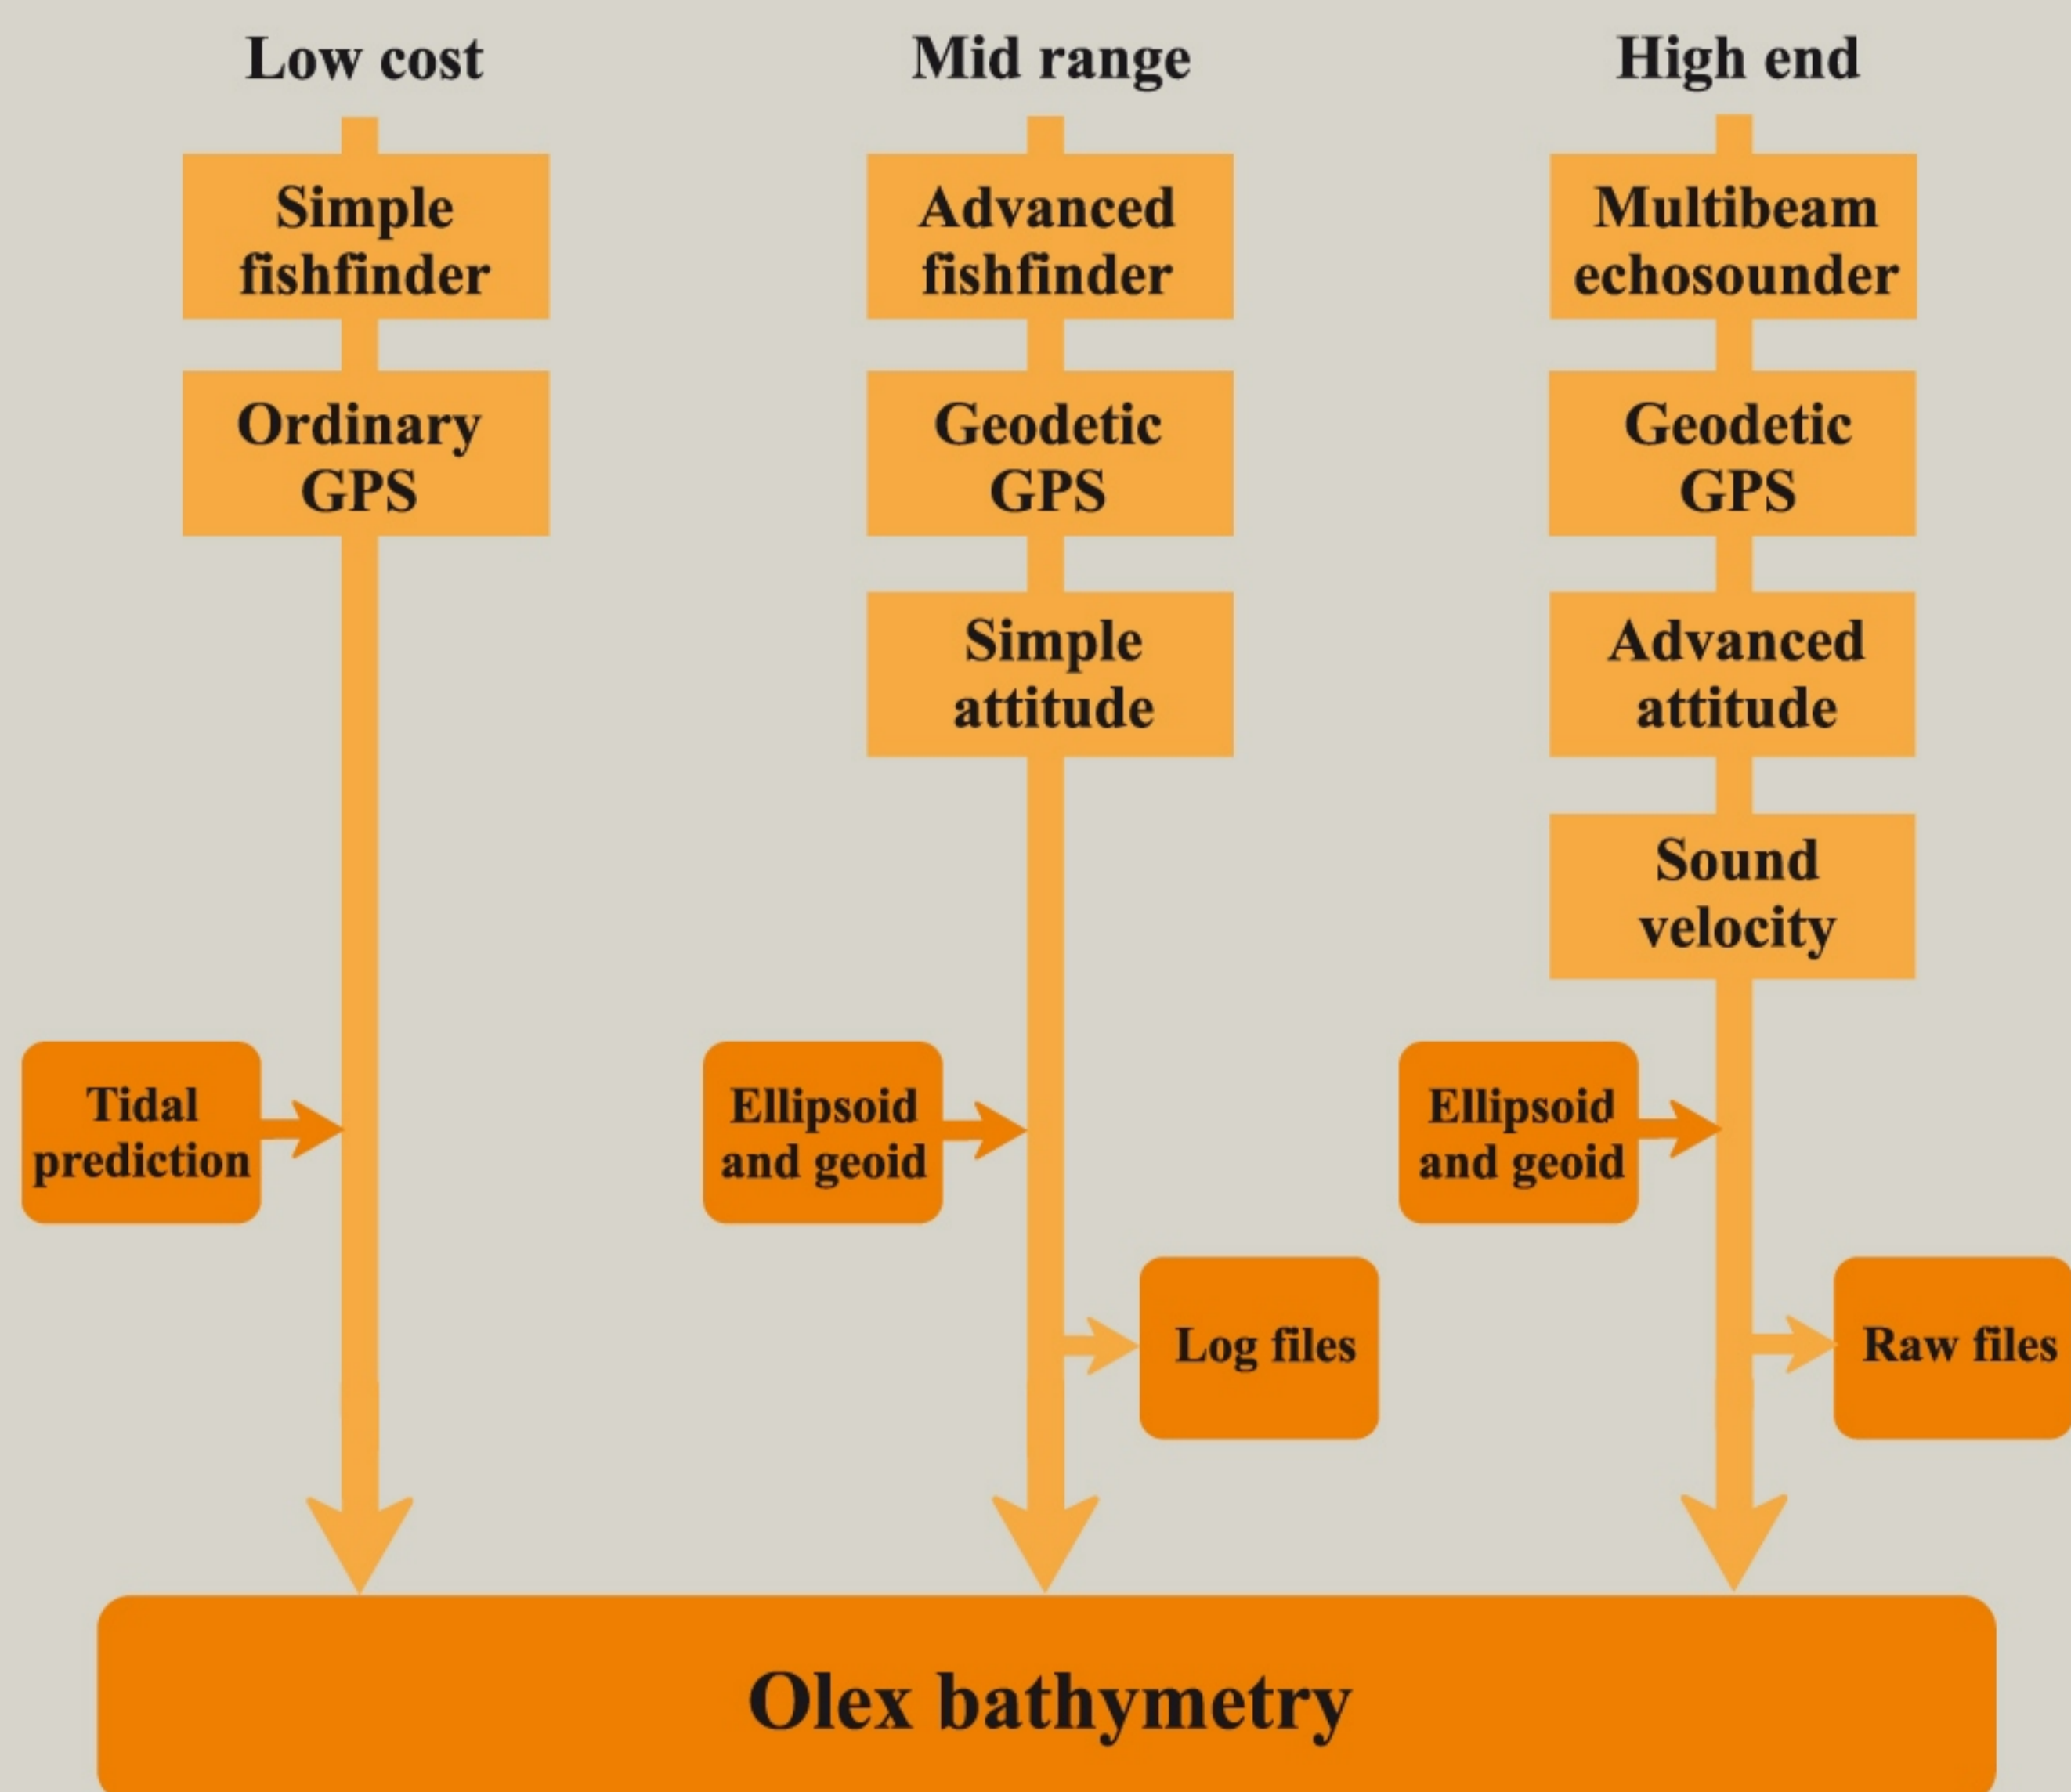 Low cost
Mid range
High end
Simple
fishfinder
Advanced
fishfinder
Multibeam
echosounder
Ordinary
GPS
Geodetic
GPS
Geodetic
GPS
Simple
attitude
Advanced
attitude
Sound
velocity
Tidal
prediction
Ellipsoid
and geoid
Ellipsoid
and geoid
Log files
Raw files
Olex bathymetry